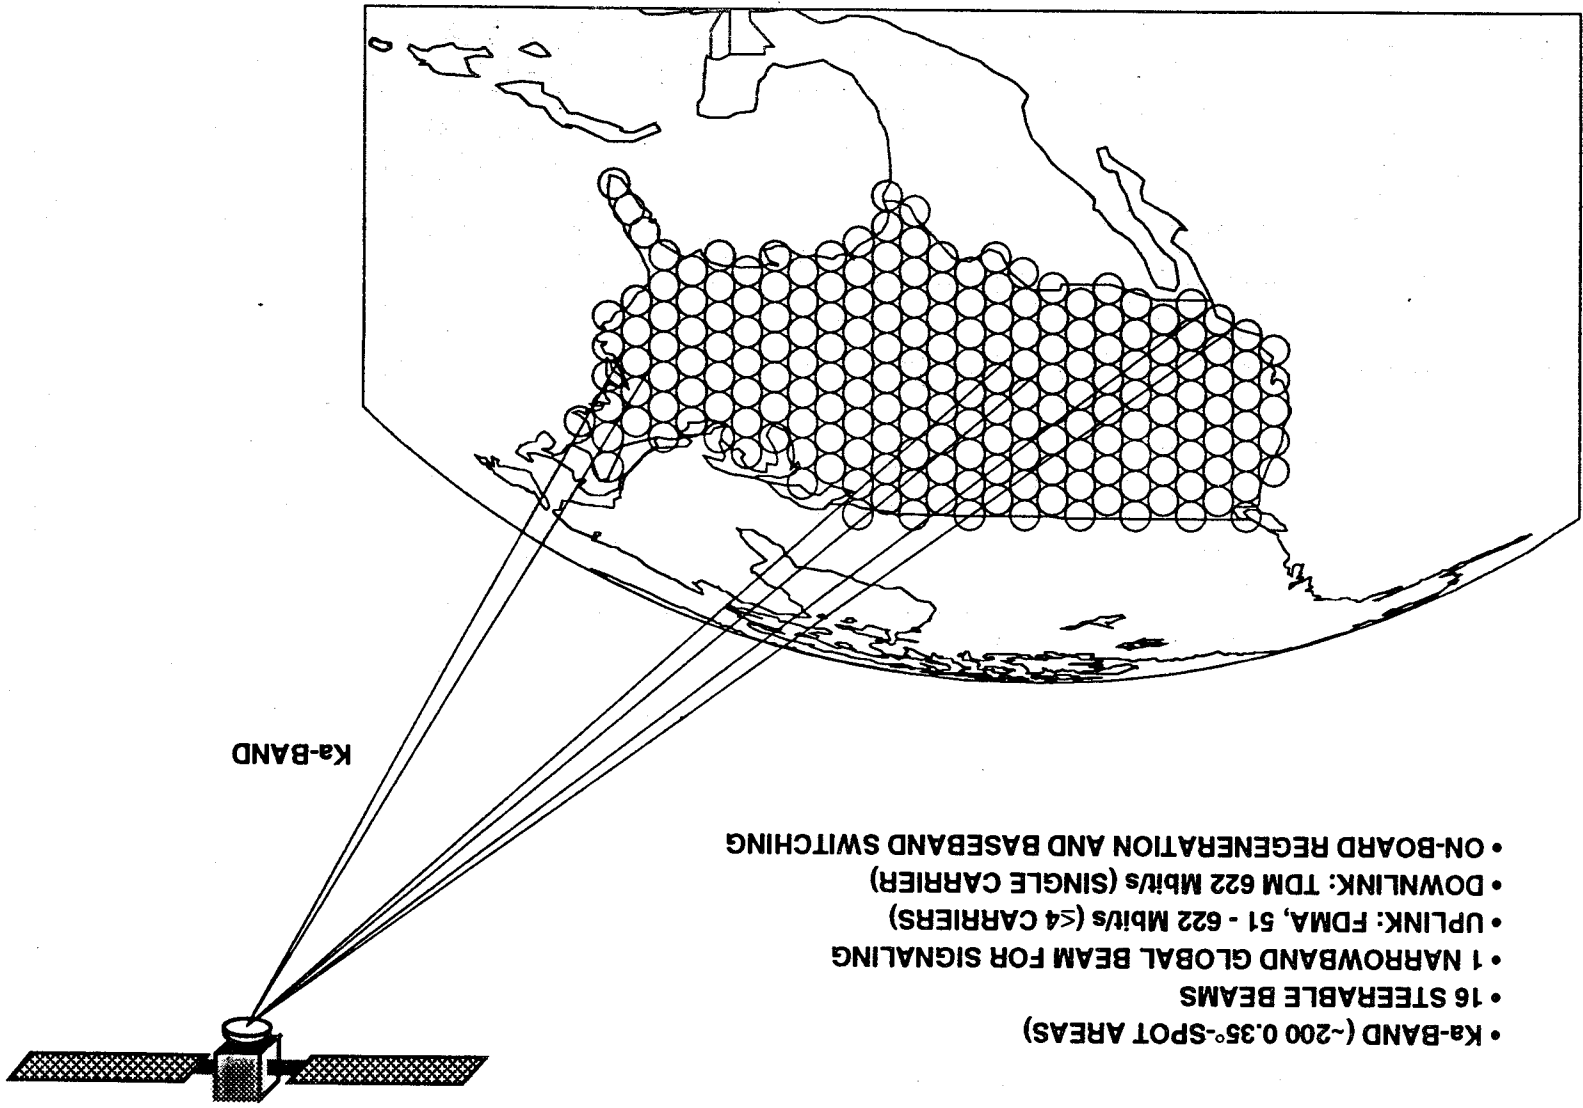 • Ka-BAND (~200 0.35°-SPOT AREAS)
• 16 STEERABLE BEAMS
• 1 NARROWBAND GLOBAL BEAM FOR SIGNALING
• UPLINK: FDMA, 51 - 622 Mbit/s (≤4 CARRIERS)
• DOWNLINK: TDM 622 Mbit/s (SINGLE CARRIER)
• ON-BOARD REGENERATION AND BASEBAND SWITCHING
Ka-BAND